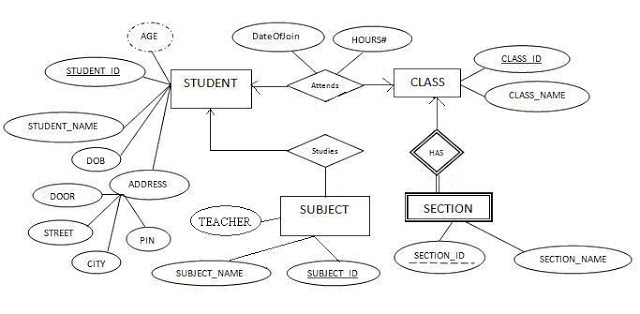 AGE
DateOfJoin
HOURS#
STUDENT_ID
STUDENT
Attends
CLASS
CLASS_ID
CLASS_NAME
STUDENT_NAME
DOB
Studies
HAS
ADDRESS
DOOR
STREET
CITY
PIN
TEACHER
SUBJECT
SECTION
SUBJECT_NAME
SUBJECT_ID
SECTION_ID
SECTION_NAME